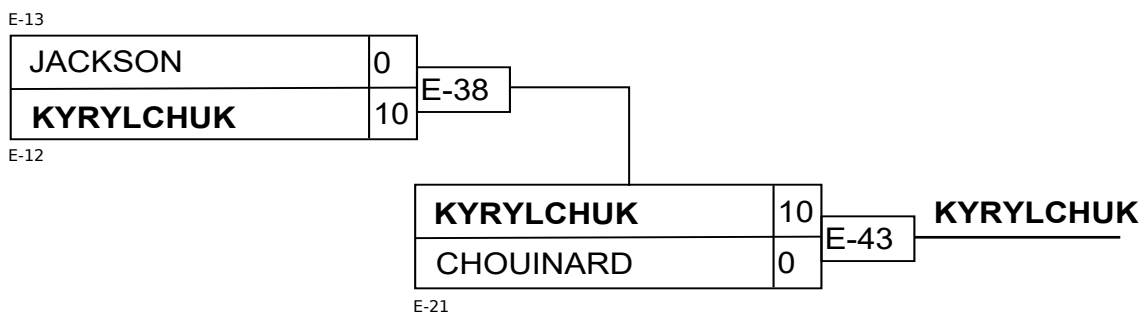 E-13
JACKSON 0
E-38
KYRYLCHUK 10
E-12
KYRYLCHUK 10 KYRYLCHUK
E-43
CHOUINARD 0
E-21